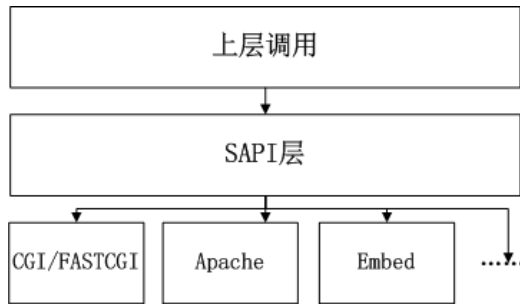 上层调用
SAPI层
CGI/FASTCGI
Apache
Embed
……